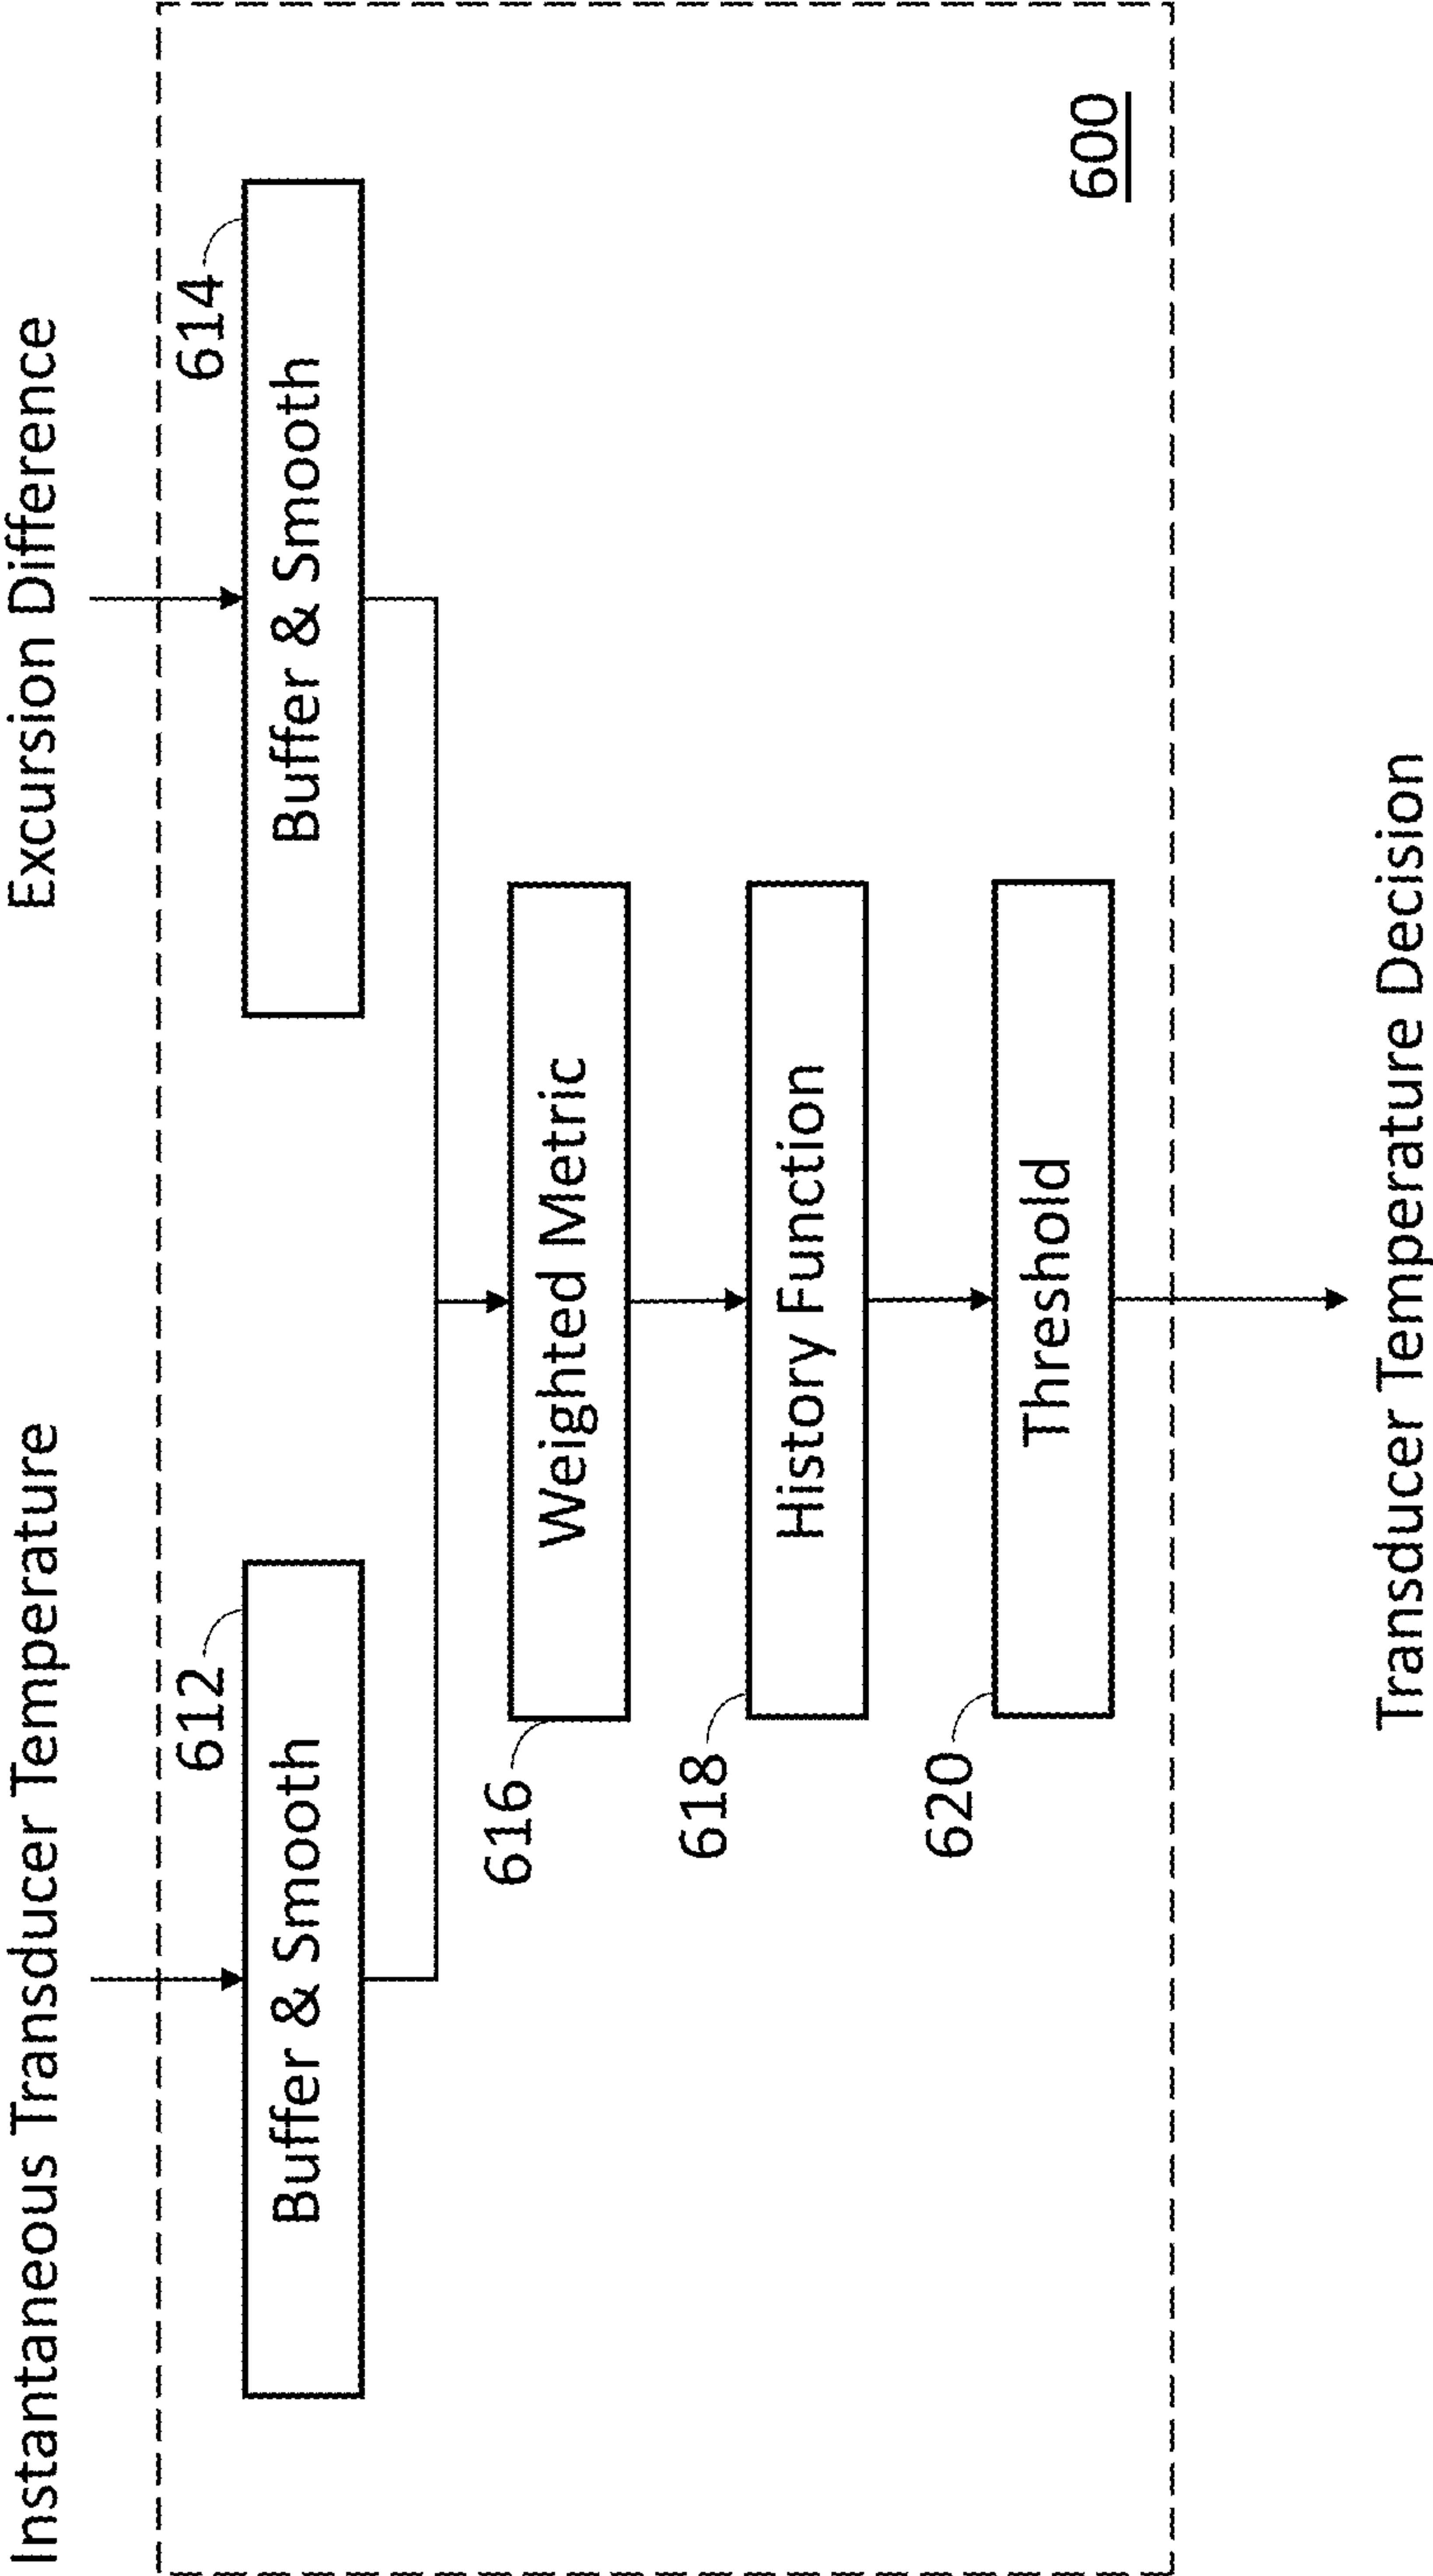 Instantaneous Transducer Temperature
Excursion Difference
612
614
Buffer & Smooth
Buffer & Smooth
616
Weighted Metric
618
History Function
620
Threshold
600
Transducer Temperature Decision